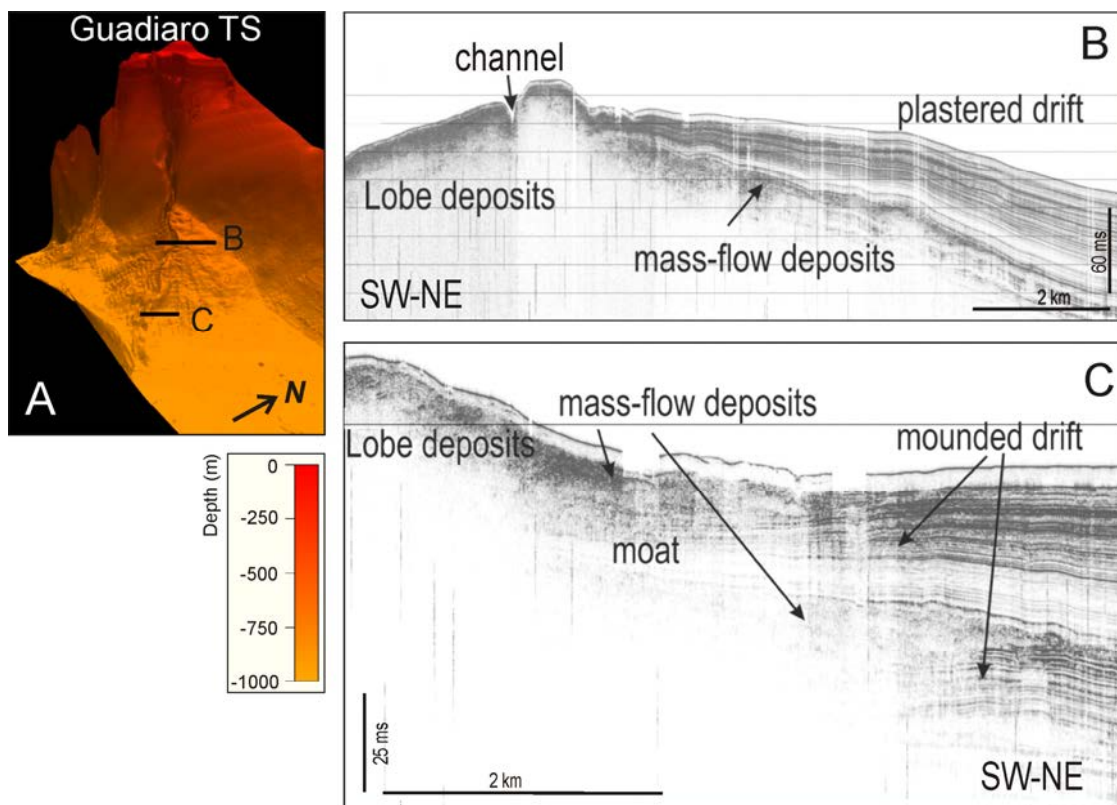 Guadiaro TS
B
C
A
N
Depth (m)
0
-250
-500
-750
-1000
B
channel
plastered drift
Lobe deposits
mass-flow deposits
60 ms
SW-NE
2 km
C
mass-flow deposits
mounded drift
Lobe deposits
moat
25 ms
2 km
SW-NE